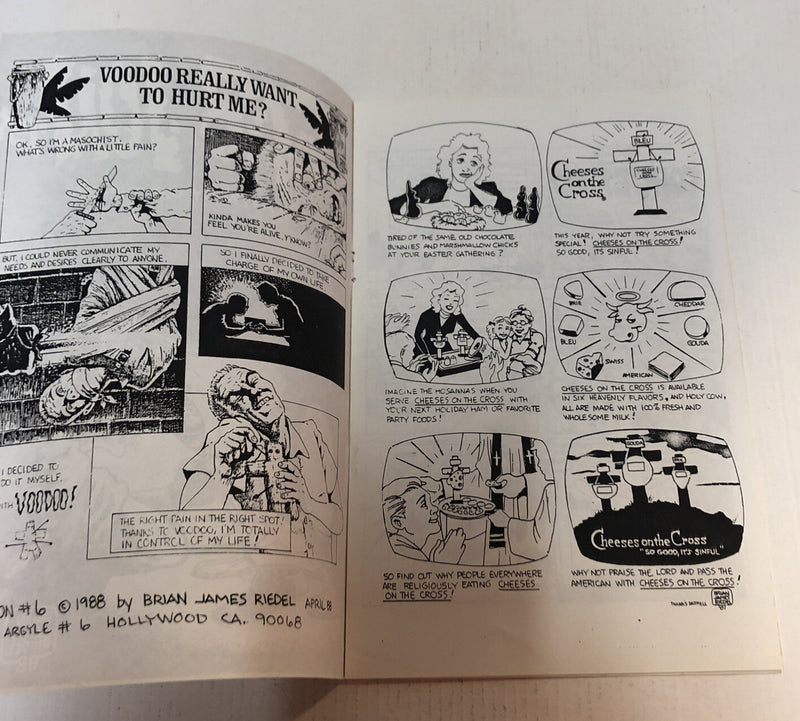 VOODOO REALLY WANT
TO HURT ME?
OK, SO I'M A MASOCHIST.
WHAT'S WRONG WITH A LITTLE PAIN?
KINDA MAKES YOU
FEEL YOU'RE ALIVE, Y'KNOW?
BUT, I COULD NEVER COMMUNICATE MY
NEEDS AND DESIRES CLEARLY TO ANYONE.
SO I FINALLY DECIDED TO TAKE
CHARGE OF MY OWN LIFE.
I DECIDED TO
DO IT MYSELF,
WITH VOODOO!
THE RIGHT PAIN IN THE RIGHT SPOT!
THANKS TO VOODOO, I'M TOTALLY
IN CONTROL OF MY LIFE!
ON #6 © 1988 by BRIAN JAMES RIEDEL APRIL 88
ARGYLE #6 HOLLYWOOD CA. 90068
TIRED OF THE SAME OLD CHOCOLATE
BUNNIES AND MARSHMALLOW CHICKS
AT YOUR EASTER GATHERING?
BLEU
CHEESES
ON THE
CROSS
Cheeses
on the
Cross
THIS YEAR, WHY NOT TRY SOMETHING
SPECIAL! CHEESES ON THE CROSS!
SO GOOD, IT'S SINFUL!
IMAGINE THE HOSANNAS WHEN YOU
SERVE CHEESES ON THE CROSS WITH
YOUR NEXT HOLIDAY HAM OR FAVORITE
PARTY FOODS!
BRIE
CHEDDAR
BLEU
GOUDA
SWISS
AMERICAN
CHEESES ON THE CROSS IS AVAILABLE
IN SIX HEAVENLY FLAVORS, AND HOLY COW,
ALL ARE MADE WITH 100% FRESH AND
WHOLESOME MILK!
SO FIND OUT WHY PEOPLE EVERYWHERE
ARE RELIGIOUSLY EATING CHEESES
ON THE CROSS!
GOUDA
BRIE
Cheeses on the Cross
"SO GOOD, IT'S SINFUL"
WHY NOT PRAISE THE LORD AND PASS THE
AMERICAN WITH CHEESES ON THE CROSS!
BRIAN
JAMES
RIEDEL
'87